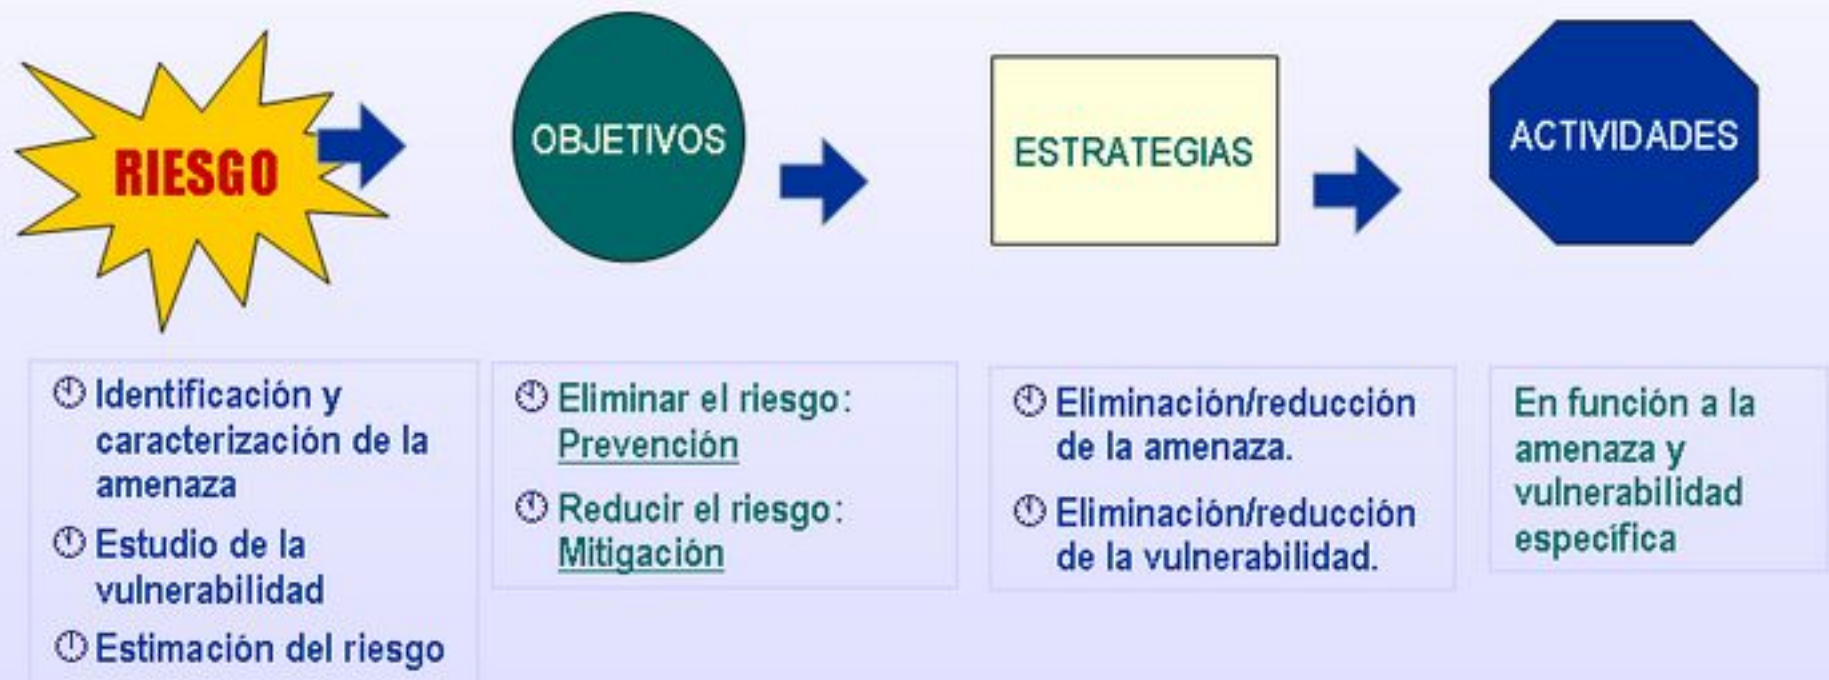 RIESGO
OBJETIVOS
ESTRATEGIAS
ACTIVIDADES
Identificación y
caracterización de la
amenaza
Estudio de la
vulnerabilidad
Estimación del riesgo
Eliminar el riesgo:
Prevención
Reducir el riesgo:
Mitigación
Eliminación/reducción
de la amenaza.
Eliminación/reducción
de la vulnerabilidad.
En función a la
amenaza y
vulnerabilidad
específica